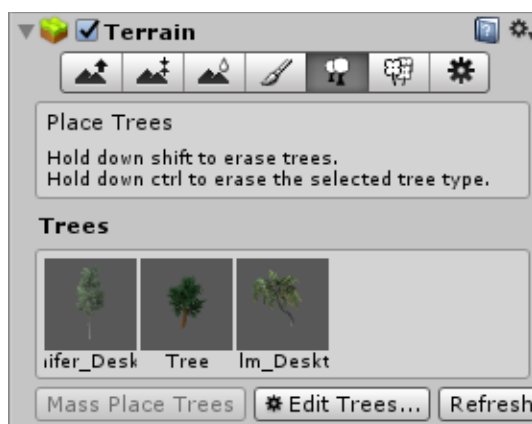 Terrain
Place Trees
Hold down shift to erase trees.
Hold down ctrl to erase the selected tree type.
Trees
nifer_Desk Tree lm_Deskt
Mass Place Trees Edit Trees... Refresh